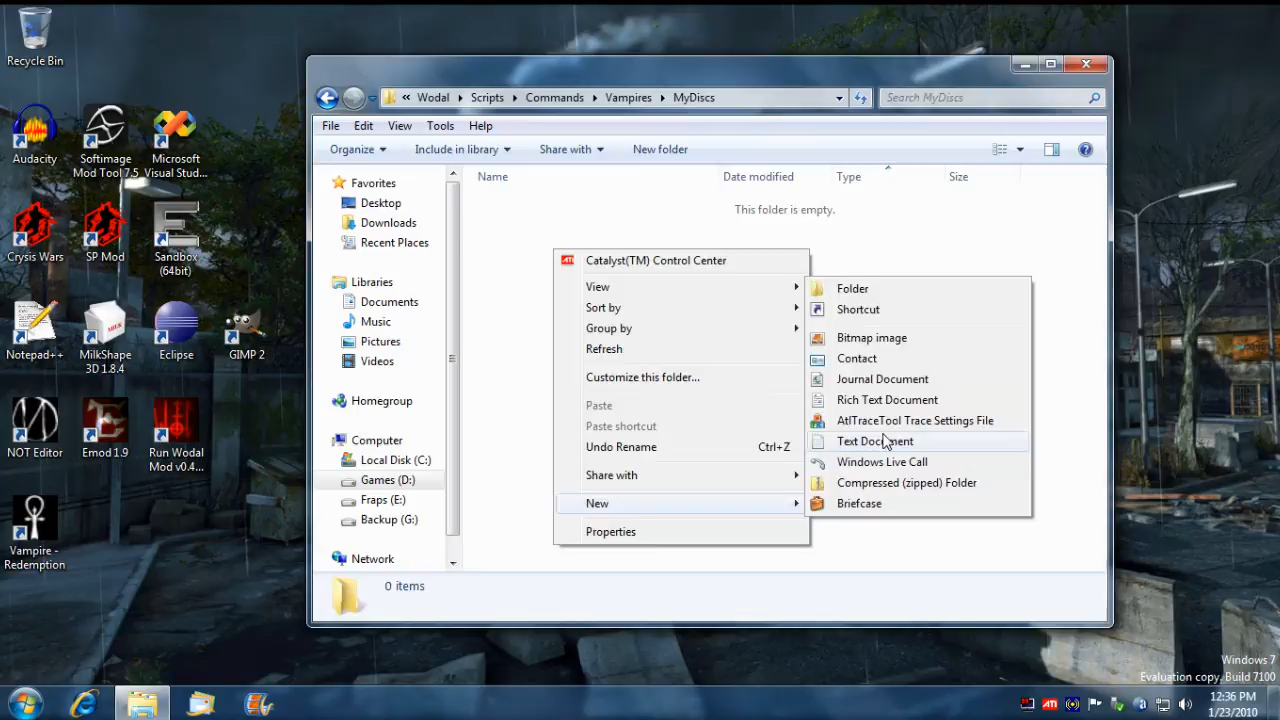 Recycle Bin
Audacity
Softimage
Mod Tool 7.5
Microsoft
Visual Stud...
Crysis Wars
SP Mod
Sandbox
(64bit)
Notepad++
MilkShape
3D 1.8.4
Eclipse
GIMP 2
NOT Editor
Emod 1.9
Run Wodal
Mod v0.4...
Vampire -
Redemption
« Wodal Scripts Commands Vampires MyDiscs
Search MyDiscs
File Edit View Tools Help
Organize Include in library Share with New folder
Name Date modified Type Size
This folder is empty.
Favorites
Desktop
Downloads
Recent Places
Libraries
Documents
Music
Pictures
Videos
Homegroup
Computer
Local Disk (C:)
Games (D:)
Fraps (E:)
Backup (G:)
Network
ATI Catalyst(TM) Control Center
View
Sort by
Group by
Refresh
Customize this folder...
Paste
Paste shortcut
Undo Rename Ctrl+Z
Share with
New
Properties
Folder
Shortcut
Bitmap image
Contact
Journal Document
Rich Text Document
AtlTraceTool Trace Settings File
Text Document
Windows Live Call
Compressed (zipped) Folder
Briefcase
0 items
Windows 7
Evaluation copy. Build 7100
ATI
12:36 PM
1/23/2010